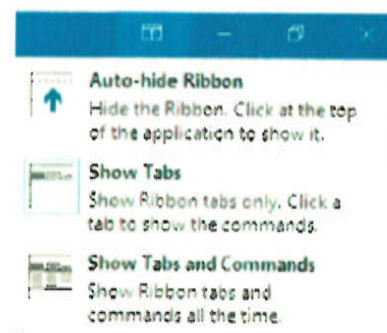 Auto-hide Ribbon
Hide the Ribbon. Click at the top
of the application to show it.
Show Tabs
Show Ribbon tabs only. Click a
tab to show the commands.
Show Tabs and Commands
Show Ribbon tabs and
commands all the time.